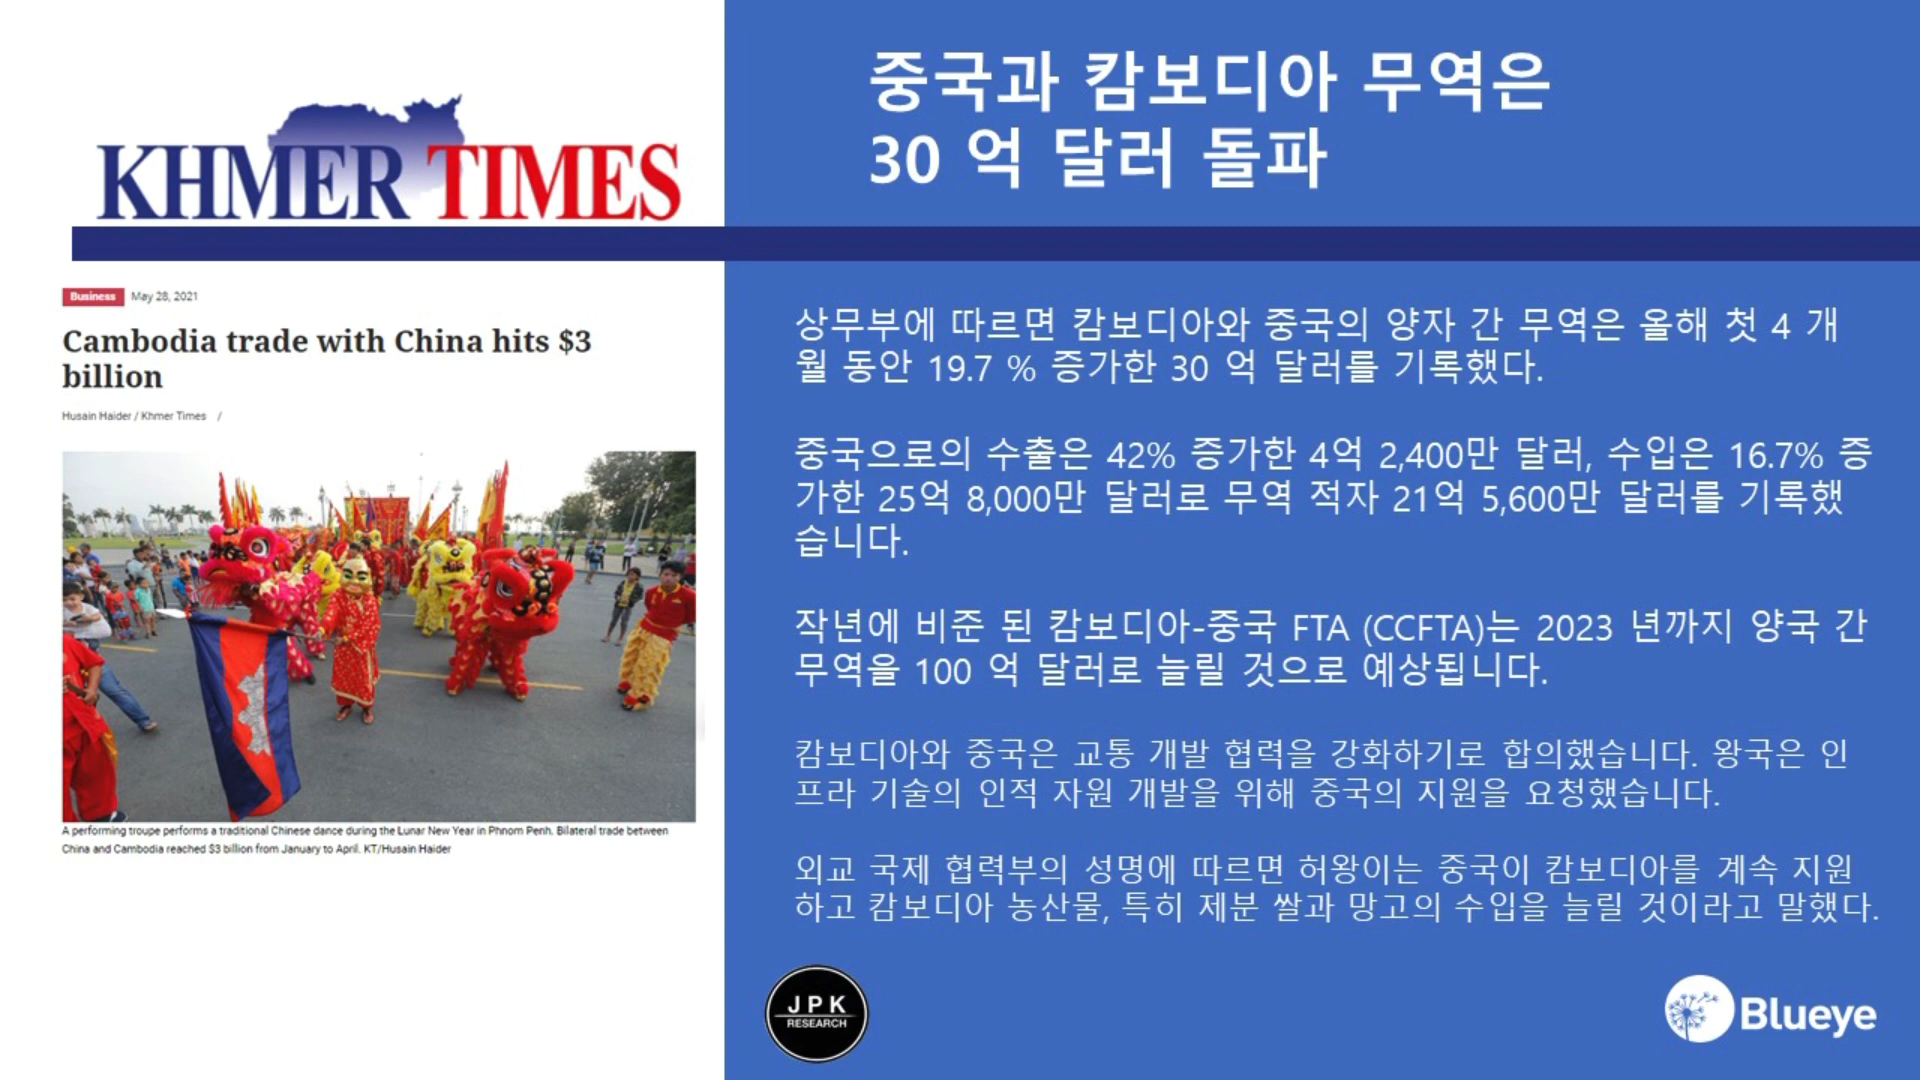 KHMER TIMES
Business May 28, 2021
Cambodia trade with China hits $3
billion
Husain Haider / Khmer Times /
A performing troupe performs a traditional Chinese dance during the Lunar New Year in Phnom Penh. Bilateral trade between
China and Cambodia reached $3 billion from January to April. KT/Husain Haider
중국과 캄보디아 무역은
30 억 달러 돌파
상무부에 따르면 캄보디아와 중국의 양자 간 무역은 올해 첫 4 개
월 동안 19.7 % 증가한 30 억 달러를 기록했다.
중국으로의 수출은 42% 증가한 4억 2,400만 달러, 수입은 16.7% 증
가한 25억 8,000만 달러로 무역 적자 21억 5,600만 달러를 기록했
습니다.
작년에 비준 된 캄보디아-중국 FTA (CCFTA)는 2023 년까지 양국 간
무역을 100 억 달러로 늘릴 것으로 예상됩니다.
캄보디아와 중국은 교통 개발 협력을 강화하기로 합의했습니다. 왕국은 인
프라 기술의 인적 자원 개발을 위해 중국의 지원을 요청했습니다.
외교 국제 협력부의 성명에 따르면 허왕이는 중국이 캄보디아를 계속 지원
하고 캄보디아 농산물, 특히 제분 쌀과 망고의 수입을 늘릴 것이라고 말했다.
JPK
RESEARCH
Blueye